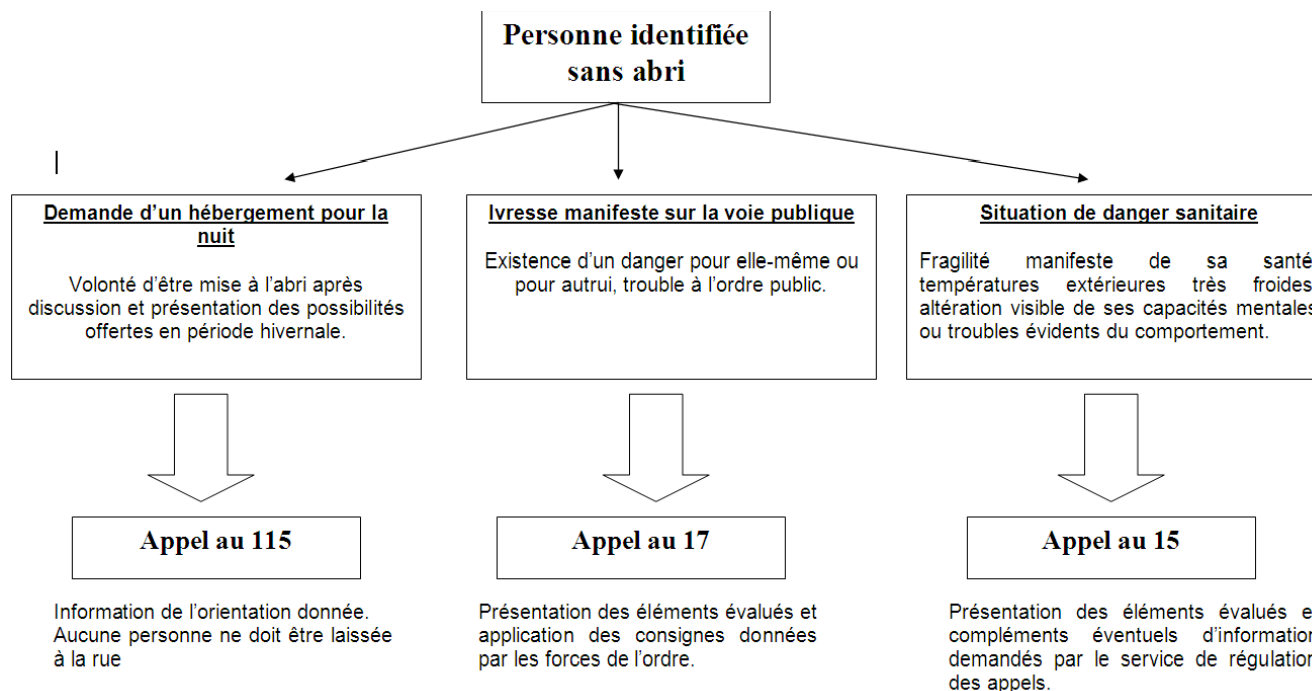 Personne identifiée
sans abri
Demande d'un hébergement pour la
nuit
Volonté d'être mise à l'abri après
discussion et présentation des possibilités
offertes en période hivernale.
Ivresse manifeste sur la voie publique
Existence d'un danger pour elle-même ou
pour autrui, trouble à l'ordre public.
Situation de danger sanitaire
Fragilité manifeste de sa santé
températures extérieures très froides
altération visible de ses capacités mentales
ou troubles évidents du comportement.
Appel au 115
Information de l'orientation donnée.
Aucune personne ne doit être laissée
à la rue
Appel au 17
Présentation des éléments évalués et
application des consignes données
par les forces de l'ordre.
Appel au 15
Présentation des éléments évalués e
compléments éventuels d'information
demandés par le service de régulation
des appels.